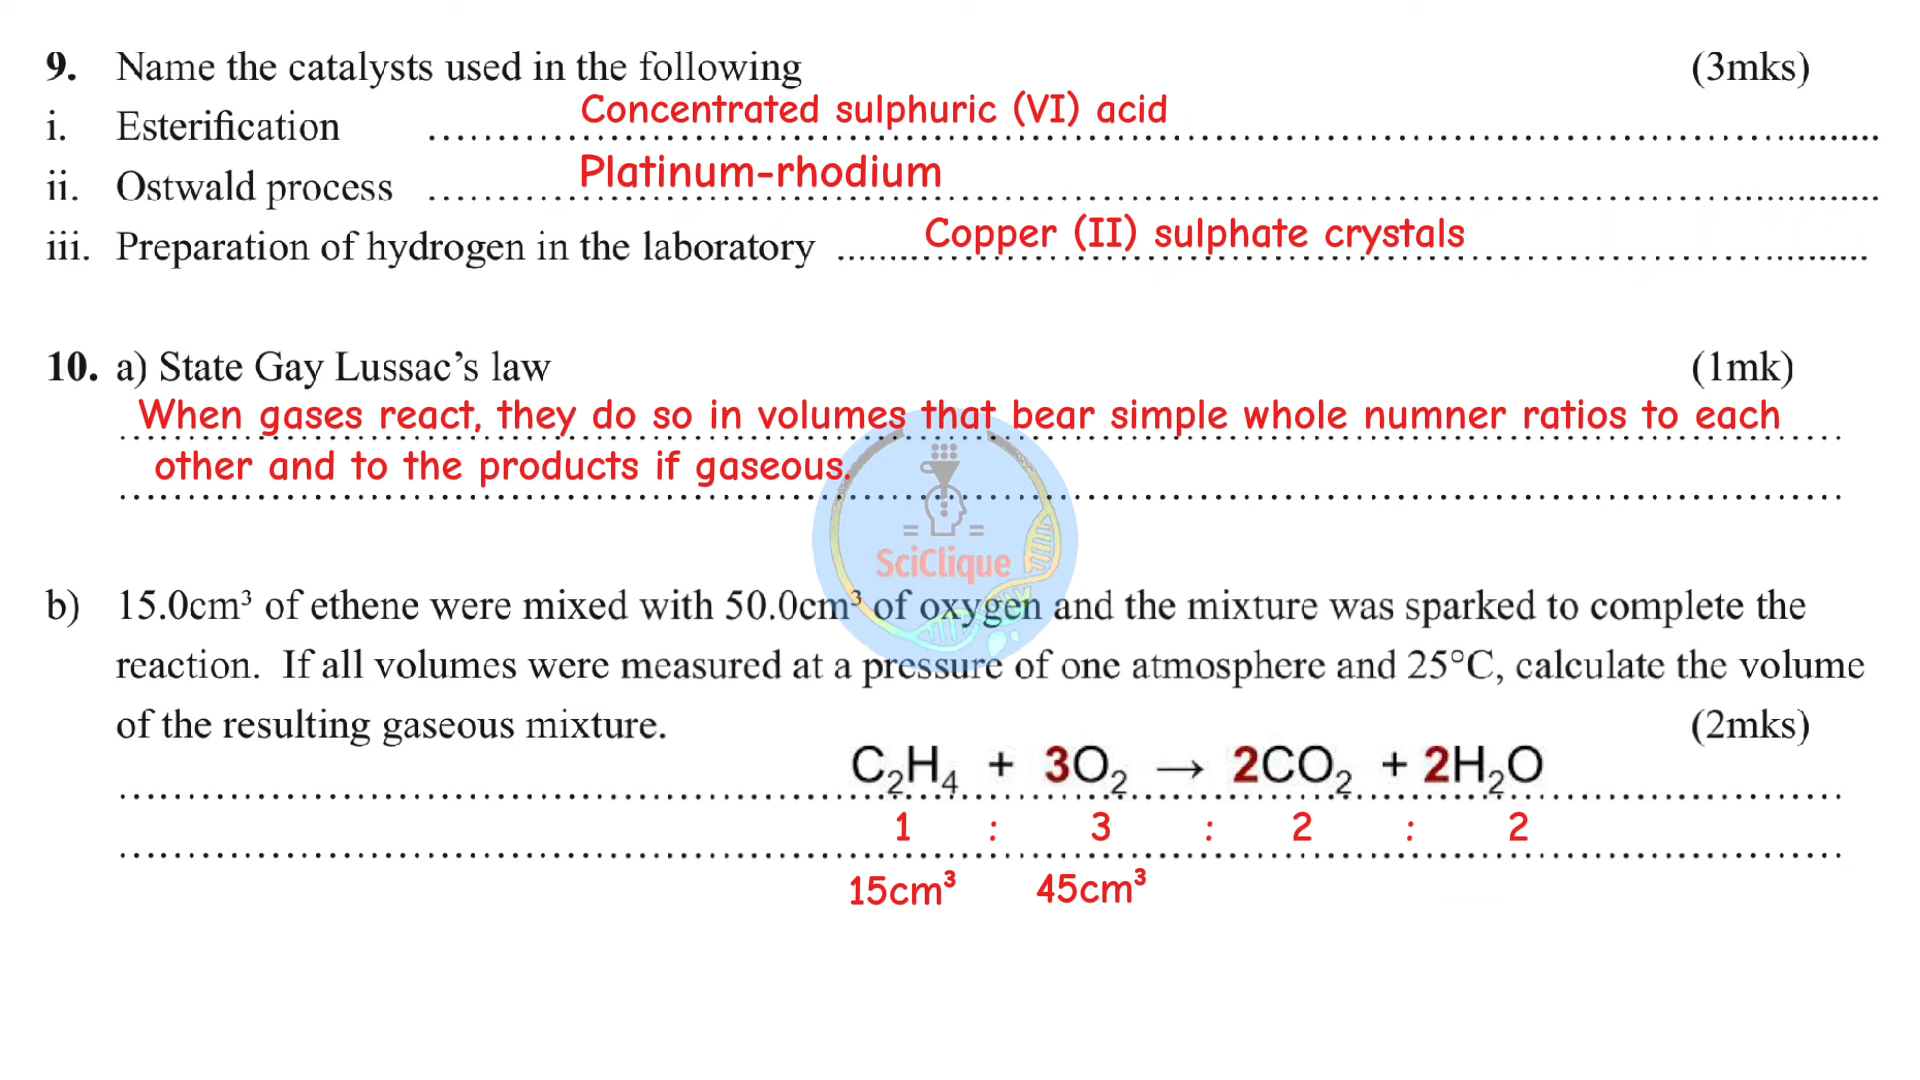 9. Name the catalysts used in the following (3mks)
i. Esterification Concentrated sulphuric (VI) acid
ii. Ostwald process Platinum-rhodium
iii. Preparation of hydrogen in the laboratory Copper (II) sulphate crystals
10. a) State Gay Lussac’s law (1mk)
When gases react, they do so in volumes that bear simple whole numner ratios to each
other and to the products if gaseous.
SciClique
b) 15.0cm³ of ethene were mixed with 50.0cm³ of oxygen and the mixture was sparked to complete the
reaction. If all volumes were measured at a pressure of one atmosphere and 25°C, calculate the volume
of the resulting gaseous mixture. (2mks)
C₂H₄ + 3O₂ → 2CO₂ + 2H₂O
1 : 3 : 2 : 2
15cm³ 45cm³